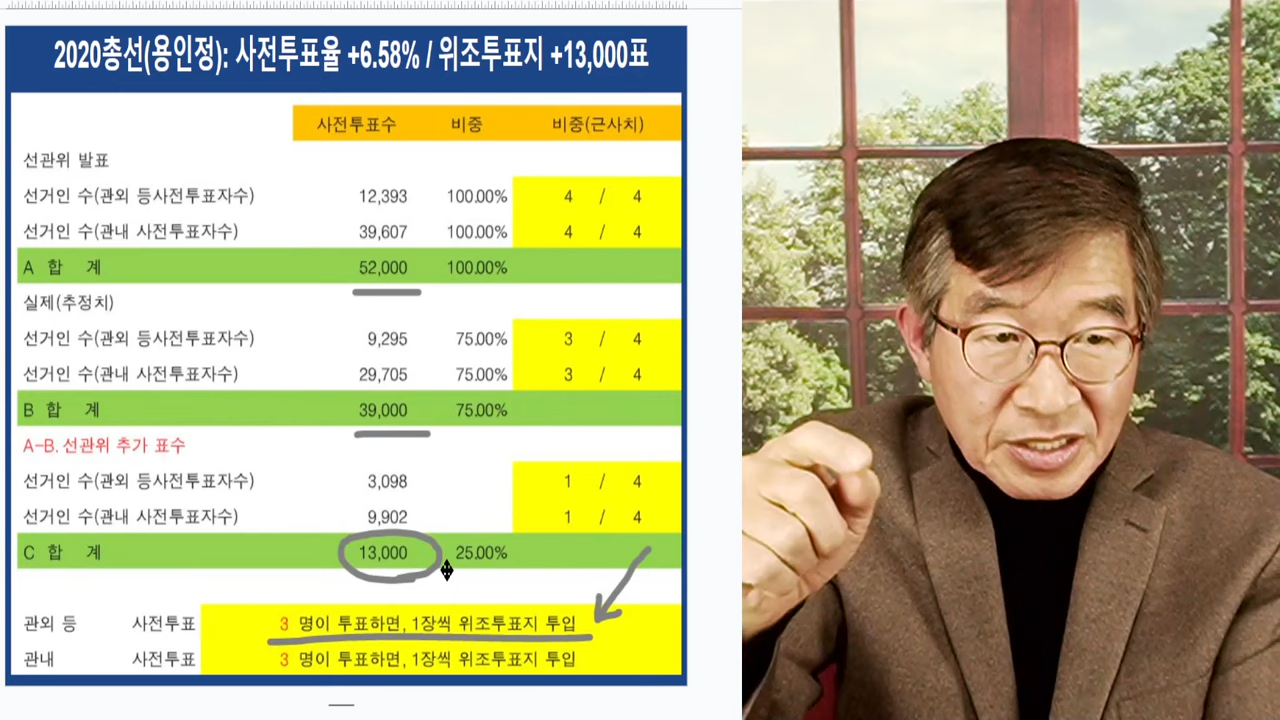 2020총선(용인정): 사전투표율 +6.58% / 위조투표지 +13,000표
사전투표수 비중 비중(근사치)
선관위 발표
선거인 수(관외 등사전투표자수) 12,393 100.00% 4 / 4
선거인 수(관내 사전투표자수) 39,607 100.00% 4 / 4
A 합 계 52,000 100.00%
실제(추정치)
선거인 수(관외 등사전투표자수) 9,295 75.00% 3 / 4
선거인 수(관내 사전투표자수) 29,705 75.00% 3 / 4
B 합 계 39,000 75.00%
A-B. 선관위 추가 표수
선거인 수(관외 등사전투표자수) 3,098 1 / 4
선거인 수(관내 사전투표자수) 9,902 1 / 4
C 합 계 13,000 25.00%
관외 등 사전투표 3 명이 투표하면, 1장씩 위조투표지 투입
관내 사전투표 3 명이 투표하면, 1장씩 위조투표지 투입